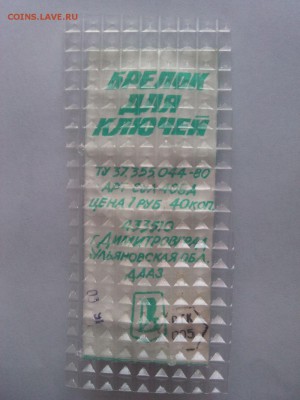 COINS.LAVE.RU
БРЕЛОК
ДЛЯ
КЛЮЧЕЙ
ТУ 37.355 044-80
АРТ
ЦЕНА 1 РУБ. 40 КОП.
433510
г. ДИМИТРОВГРАД
УЛЬЯНОВСКАЯ ОБЛ.
ДААЗ